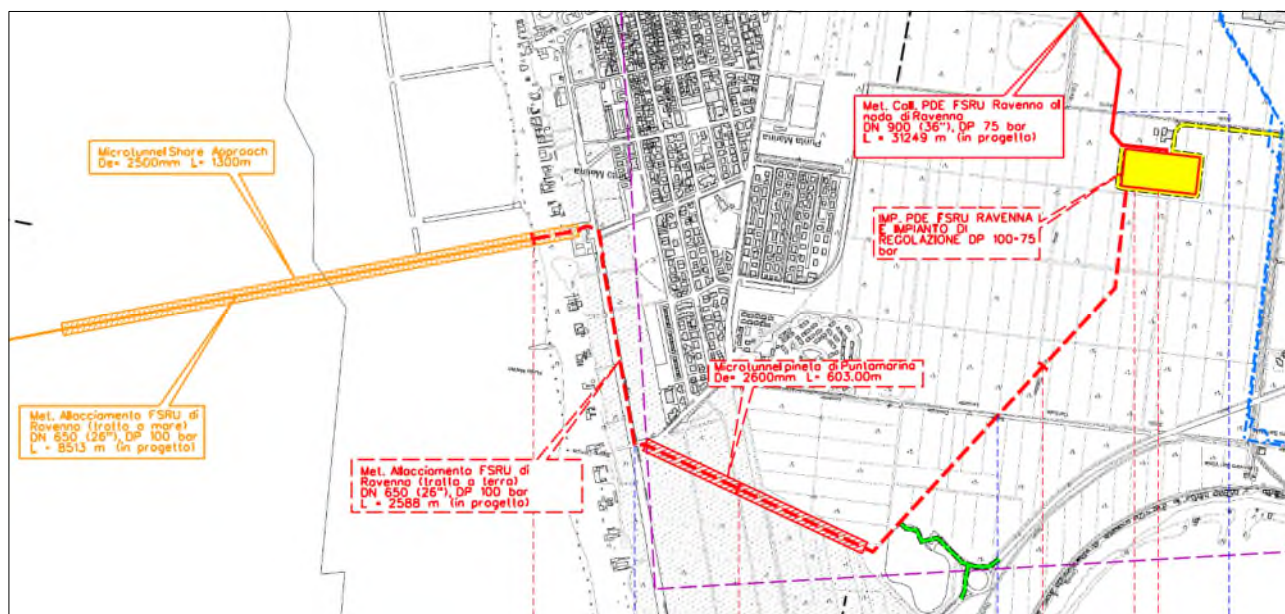 Microtunnel Shore Approach
De= 2500mm L= 1300m
Met. Allacciamento FSRU di
Ravenna (tratto a mare)
DN 650 (26"), DP 100 bar
L = 8513 m (in progetto)
Met. Allacciamento FSRU di
Ravenna (tratto a terra)
DN 650 (26"), DP 100 bar
L = 2588 m (in progetto)
Microtunnel pineta di Puntamarina
De= 2600mm L= 603.00m
Met. Coll. PDE FSRU Ravenna al
nodo di Ravenna
DN 900 (36"), DP 75 bar
L = 31249 m (in progetto)
IMP. PDE FSRU RAVENNA
E IMPIANTO DI
REGOLAZIONE DP 100-75
bar
Punta Marina